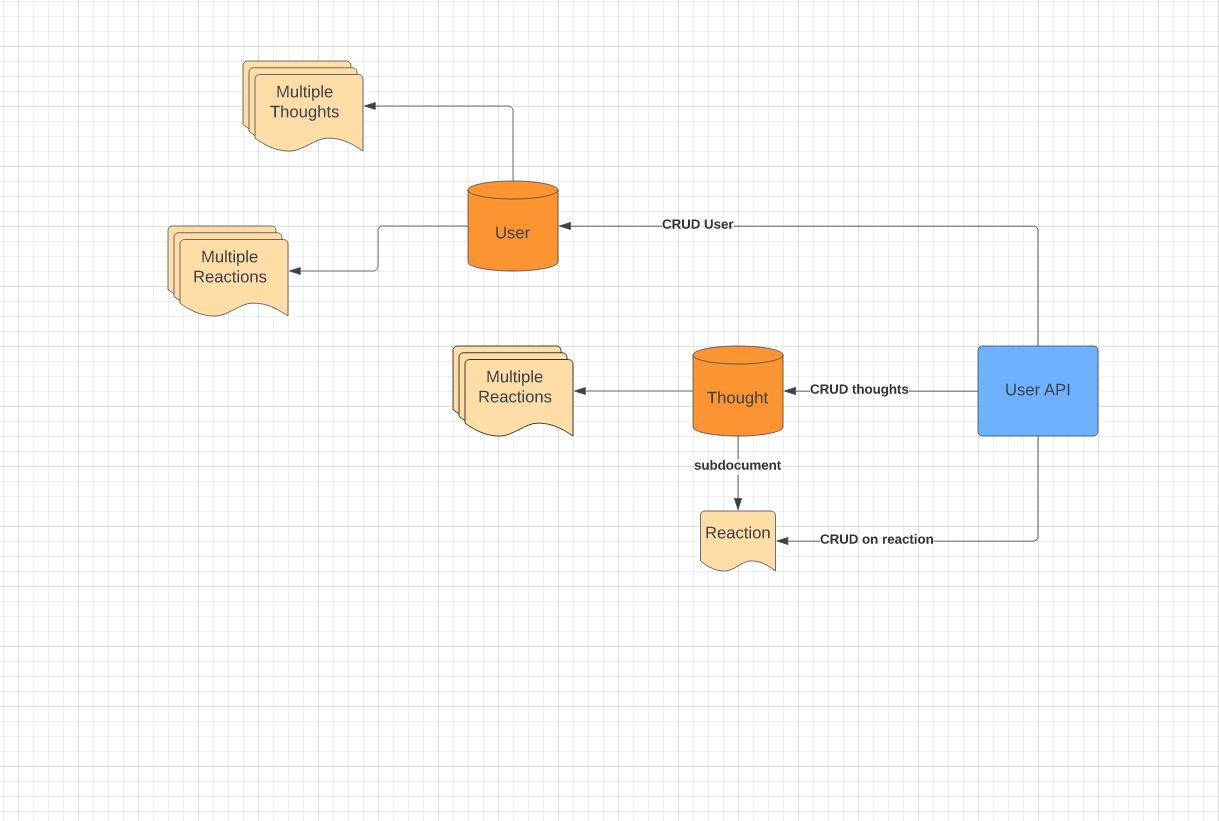 Multiple
Thoughts
User
CRUD User
Multiple
Reactions
Multiple
Reactions
Thought
CRUD thoughts
User API
subdocument
Reaction
CRUD on reaction